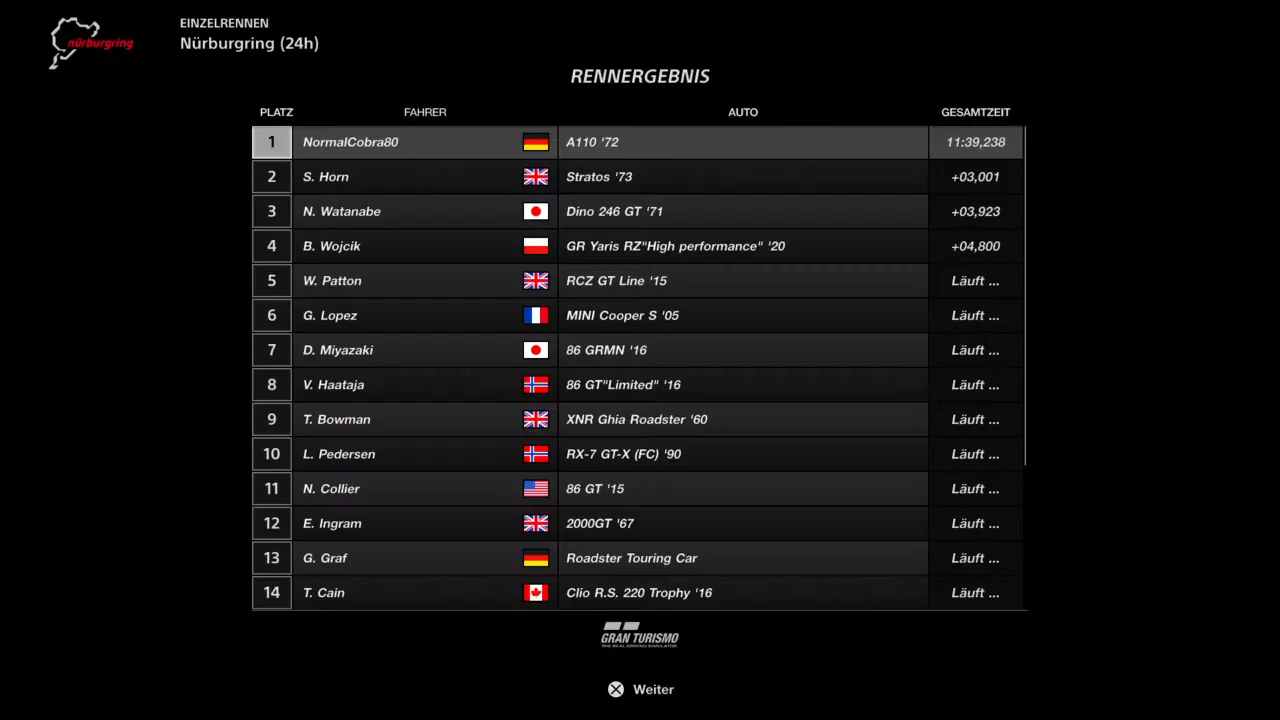 EINZELRENNEN
Nürburgring (24h)
nürburgring
RENNERGEBNIS
PLATZ FAHRER AUTO GESAMTZEIT
1 NormalCobra80 A110 '72 11:39,238
2 S. Horn Stratos '73 +03,001
3 N. Watanabe Dino 246 GT '71 +03,923
4 B. Wojcik GR Yaris RZ"High performance" '20 +04,800
5 W. Patton RCZ GT Line '15 Läuft ...
6 G. Lopez MINI Cooper S '05 Läuft ...
7 D. Miyazaki 86 GRMN '16 Läuft ...
8 V. Haataja 86 GT"Limited" '16 Läuft ...
9 T. Bowman XNR Ghia Roadster '60 Läuft ...
10 L. Pedersen RX-7 GT-X (FC) '90 Läuft ...
11 N. Collier 86 GT '15 Läuft ...
12 E. Ingram 2000GT '67 Läuft ...
13 G. Graf Roadster Touring Car Läuft ...
14 T. Cain Clio R.S. 220 Trophy '16 Läuft ...
GRAN TURISMO
THE REAL DRIVING SIMULATOR
Weiter